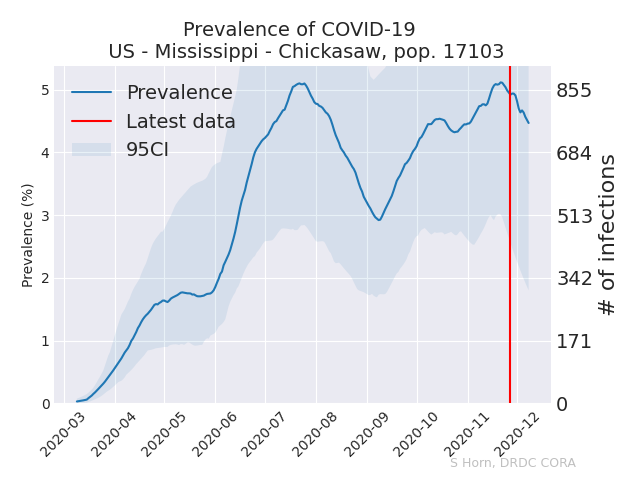 Prevalence of COVID-19
US - Mississippi - Chickasaw, pop. 17103
Prevalence
Latest data
95CI
Prevalence (%)
5
4
3
2
1
0
855
684
513
342
171
0
# of infections
2020-03
2020-04
2020-05
2020-06
2020-07
2020-08
2020-09
2020-10
2020-11
2020-12
S Horn, DRDC CORA